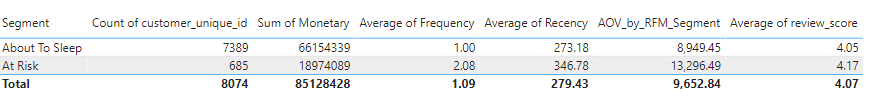 Segment Count of customer_unique_id Sum of Monetary Average of Frequency Average of Recency AOV_by_RFM_Segment Average of review_score
About To Sleep 7389 66154339 1.00 273.18 8,949.45 4.05
At Risk 685 18974089 2.08 346.78 13,296.49 4.17
Total 8074 85128428 1.09 279.43 9,652.84 4.07